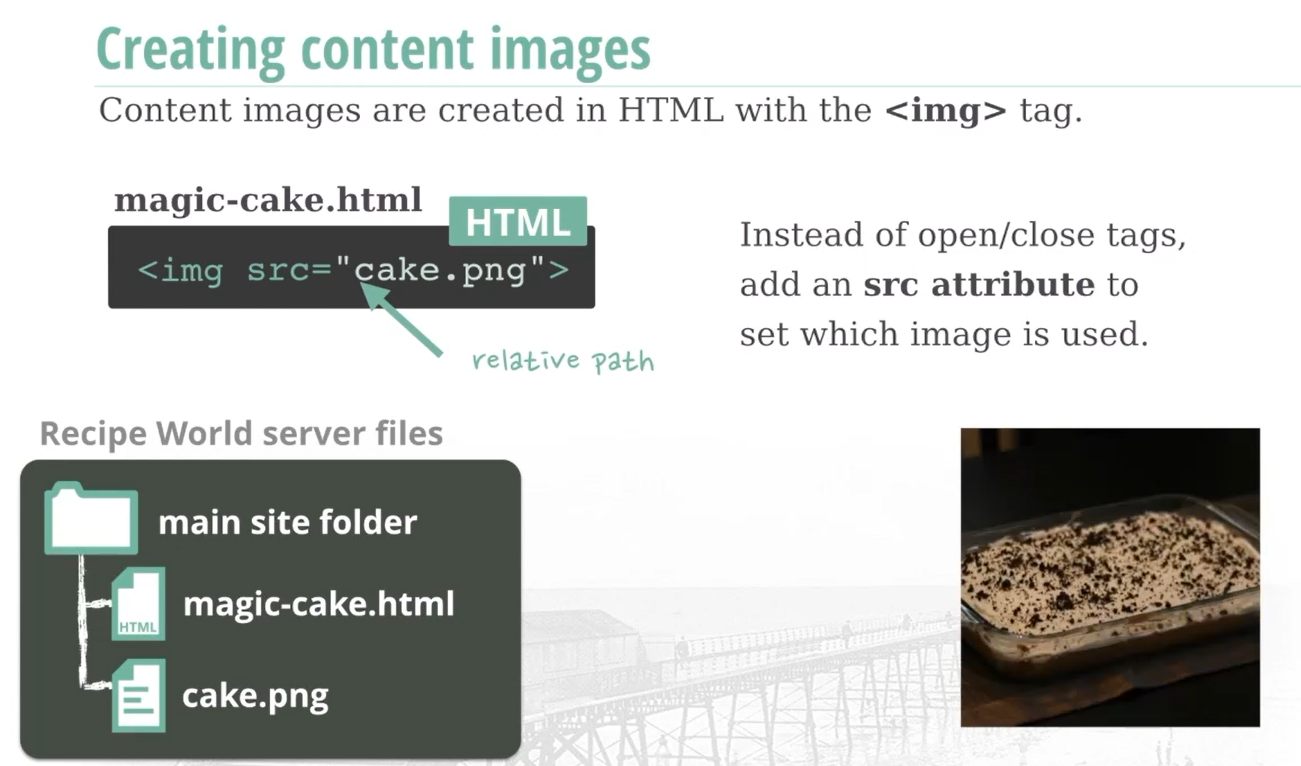 Creating content images
Content images are created in HTML with the <img> tag.
magic-cake.html
HTML
<img src="cake.png">
relative path
Instead of open/close tags,
add an src attribute to
set which image is used.
Recipe World server files
main site folder
HTML
magic-cake.html
cake.png